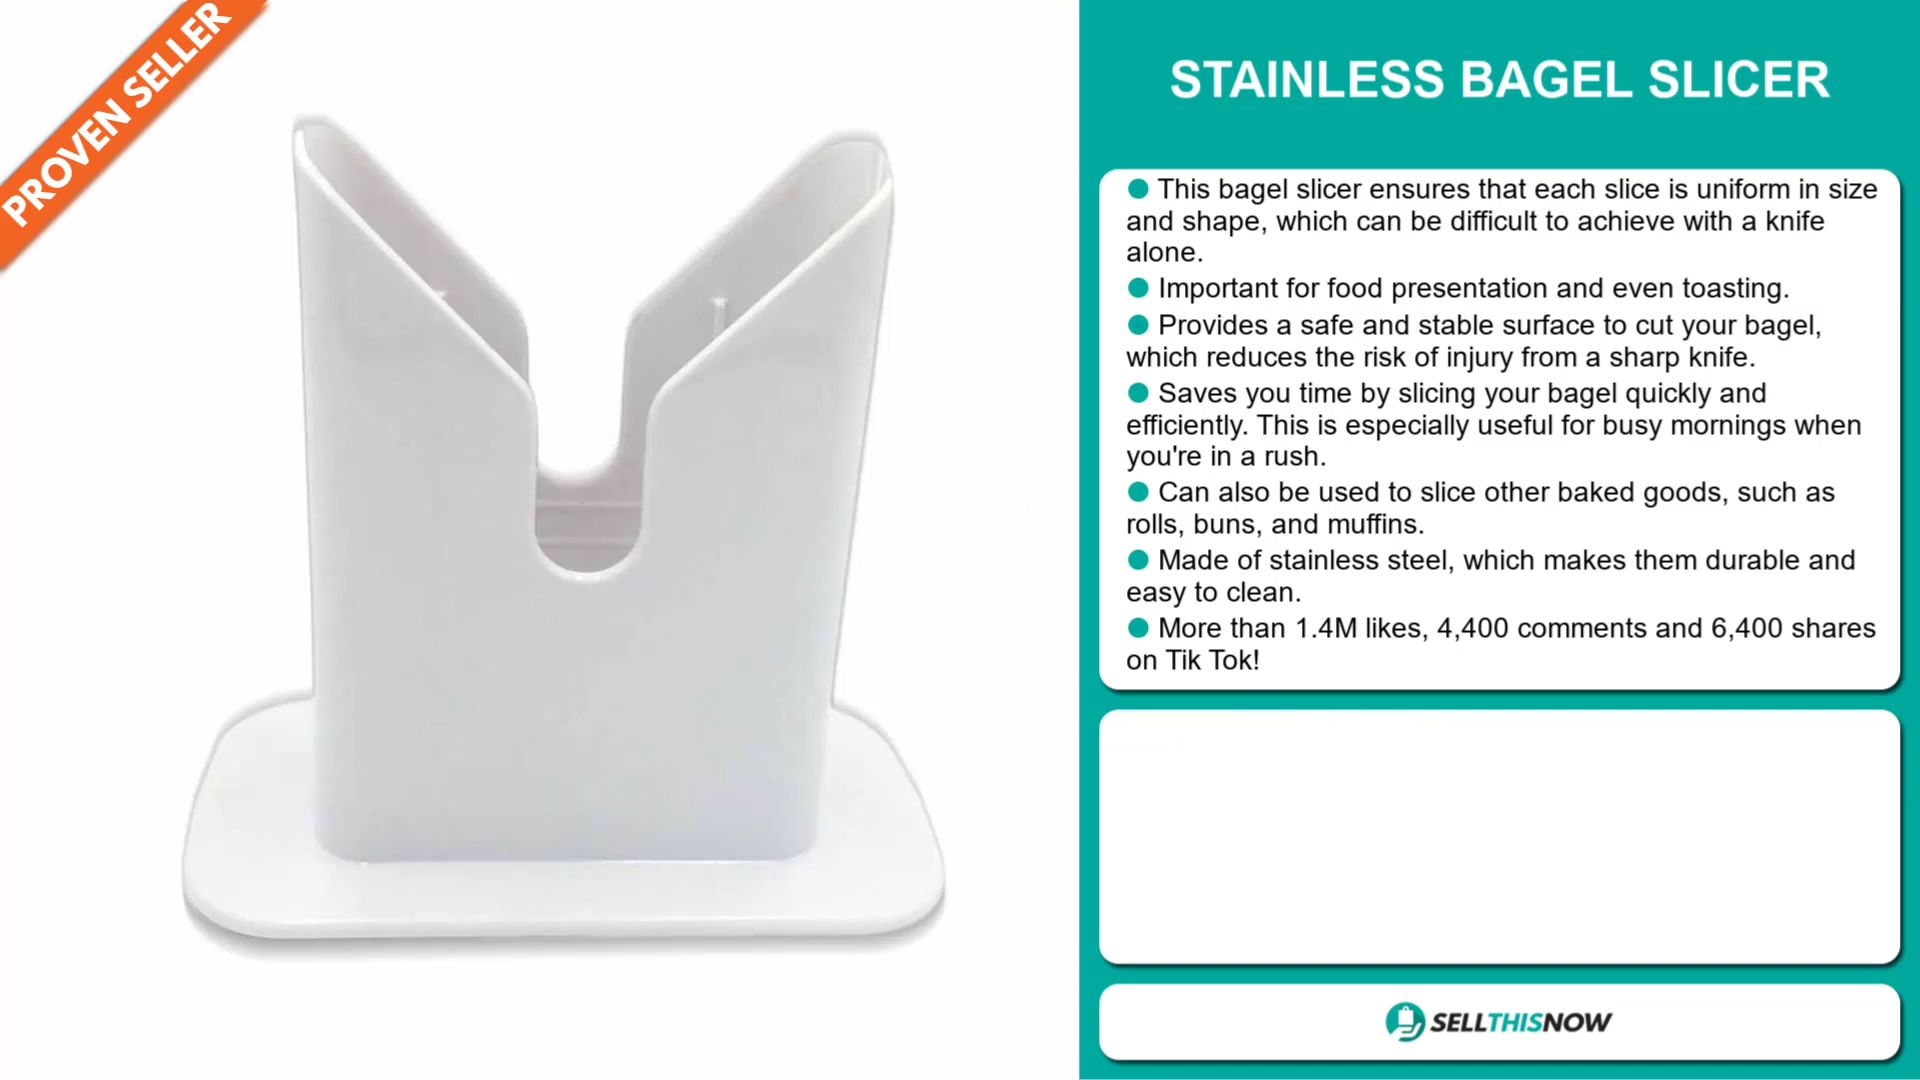 PROVEN SELLER
STAINLESS BAGEL SLICER
● This bagel slicer ensures that each slice is uniform in size
and shape, which can be difficult to achieve with a knife
alone.
● Important for food presentation and even toasting.
● Provides a safe and stable surface to cut your bagel,
which reduces the risk of injury from a sharp knife.
● Saves you time by slicing your bagel quickly and
efficiently. This is especially useful for busy mornings when
you're in a rush.
● Can also be used to slice other baked goods, such as
rolls, buns, and muffins.
● Made of stainless steel, which makes them durable and
easy to clean.
● More than 1.4M likes, 4,400 comments and 6,400 shares
on Tik Tok!
SELLTHISNOW